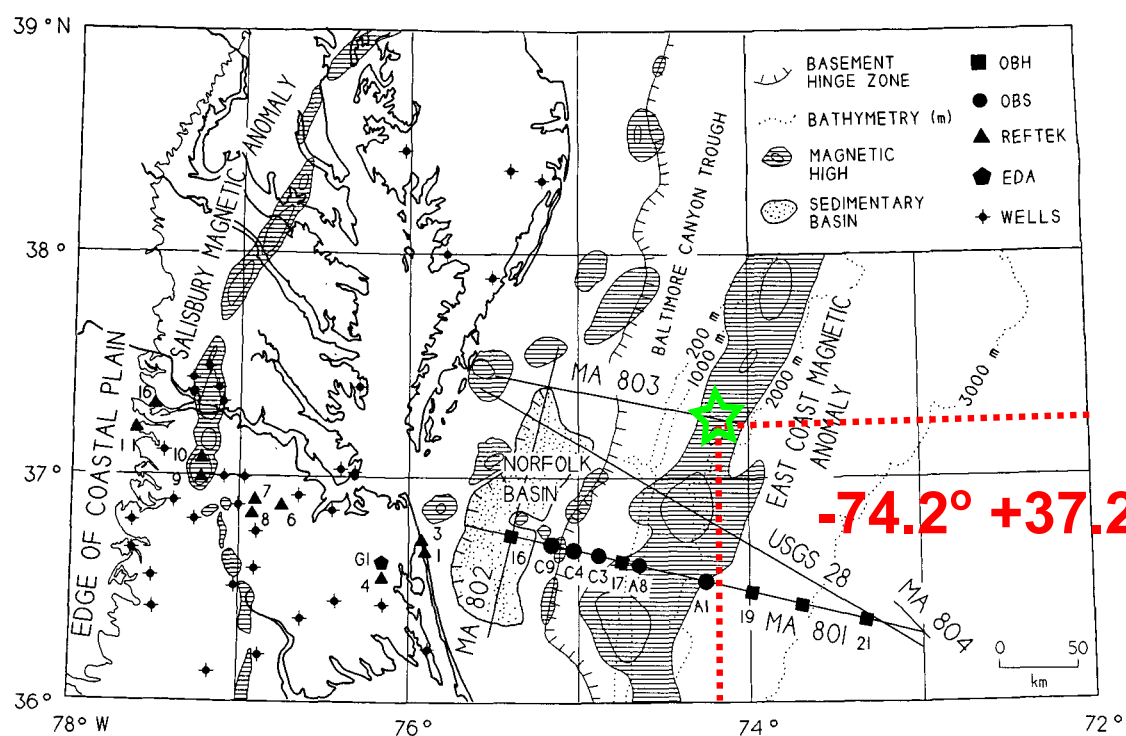 39° N
BASEMENT
HINGE ZONE
BATHYMETRY (m)
MAGNETIC
HIGH
SEDIMENTARY
BASIN
OBH
OBS
REFTEK
EDA
WELLS
SALISBURY MAGNETIC ANOMALY
BALTIMORE CANYON TROUGH
38°
200 m
1000 m
2000 m
3000 m
EAST COAST MAGNETIC
ANOMALY
EDGE OF COASTAL PLAIN
MA 803
16
11
10
9
37°
7
8
6
NORFOLK
BASIN
-74.2° +37.2
3
1
GI
4
MA 802
16
C9
C4
C3
17
A8
A1
19
MA 801
21
USGS 28
MA 804
0 50
km
36°
78° W
76°
74°
72°